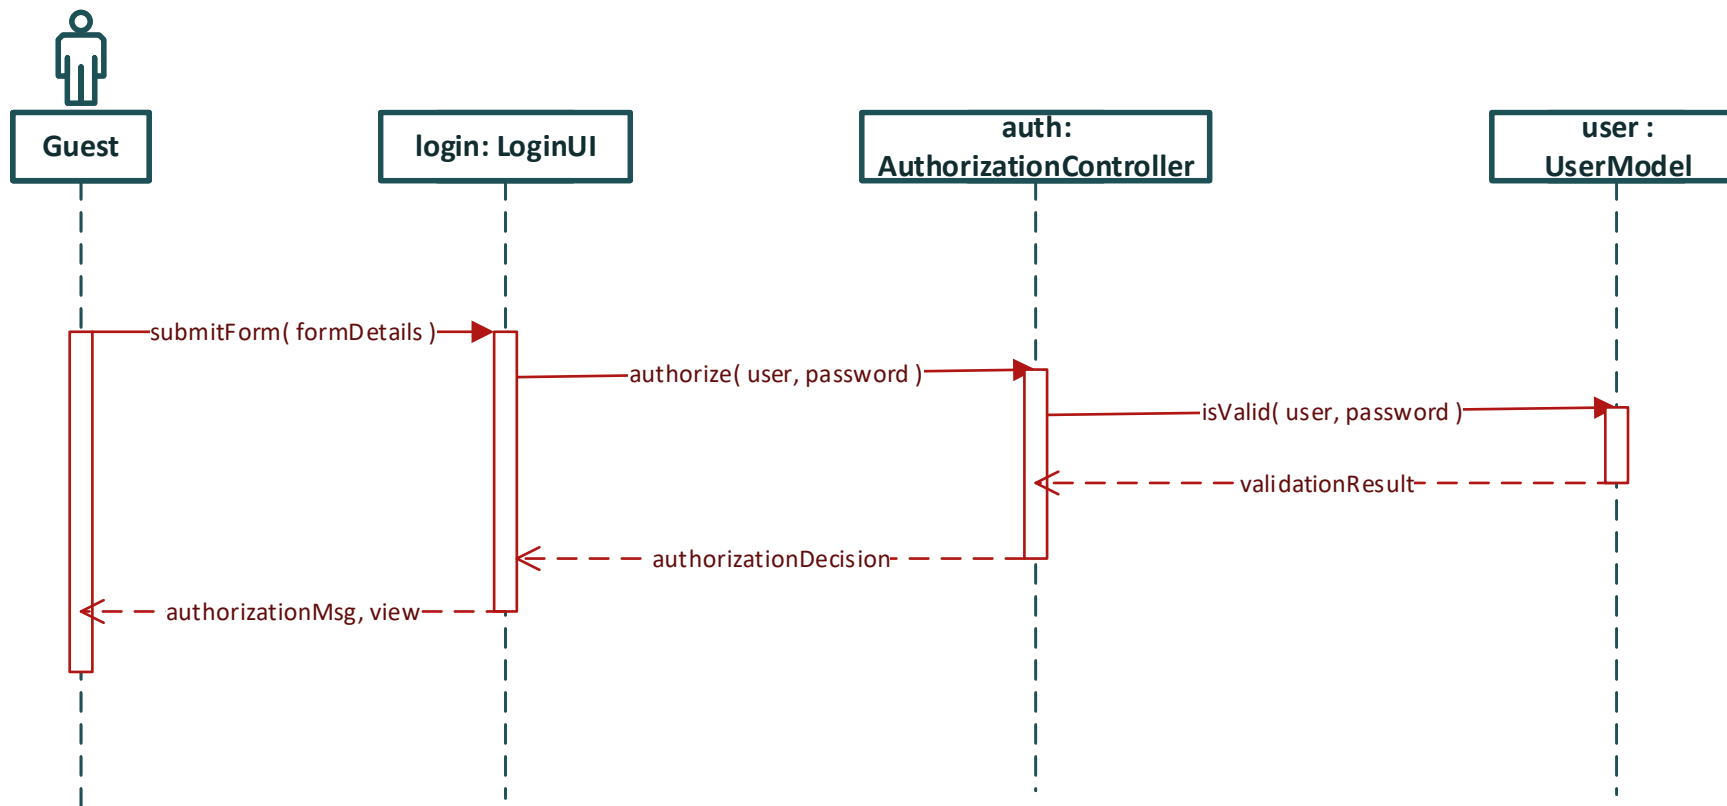 Guest
login: LoginUI
auth:
AuthorizationController
user :
UserModel
submitForm( formDetails )
authorize( user, password )
isValid( user, password )
validationResult
authorizationDecision
authorizationMsg, view